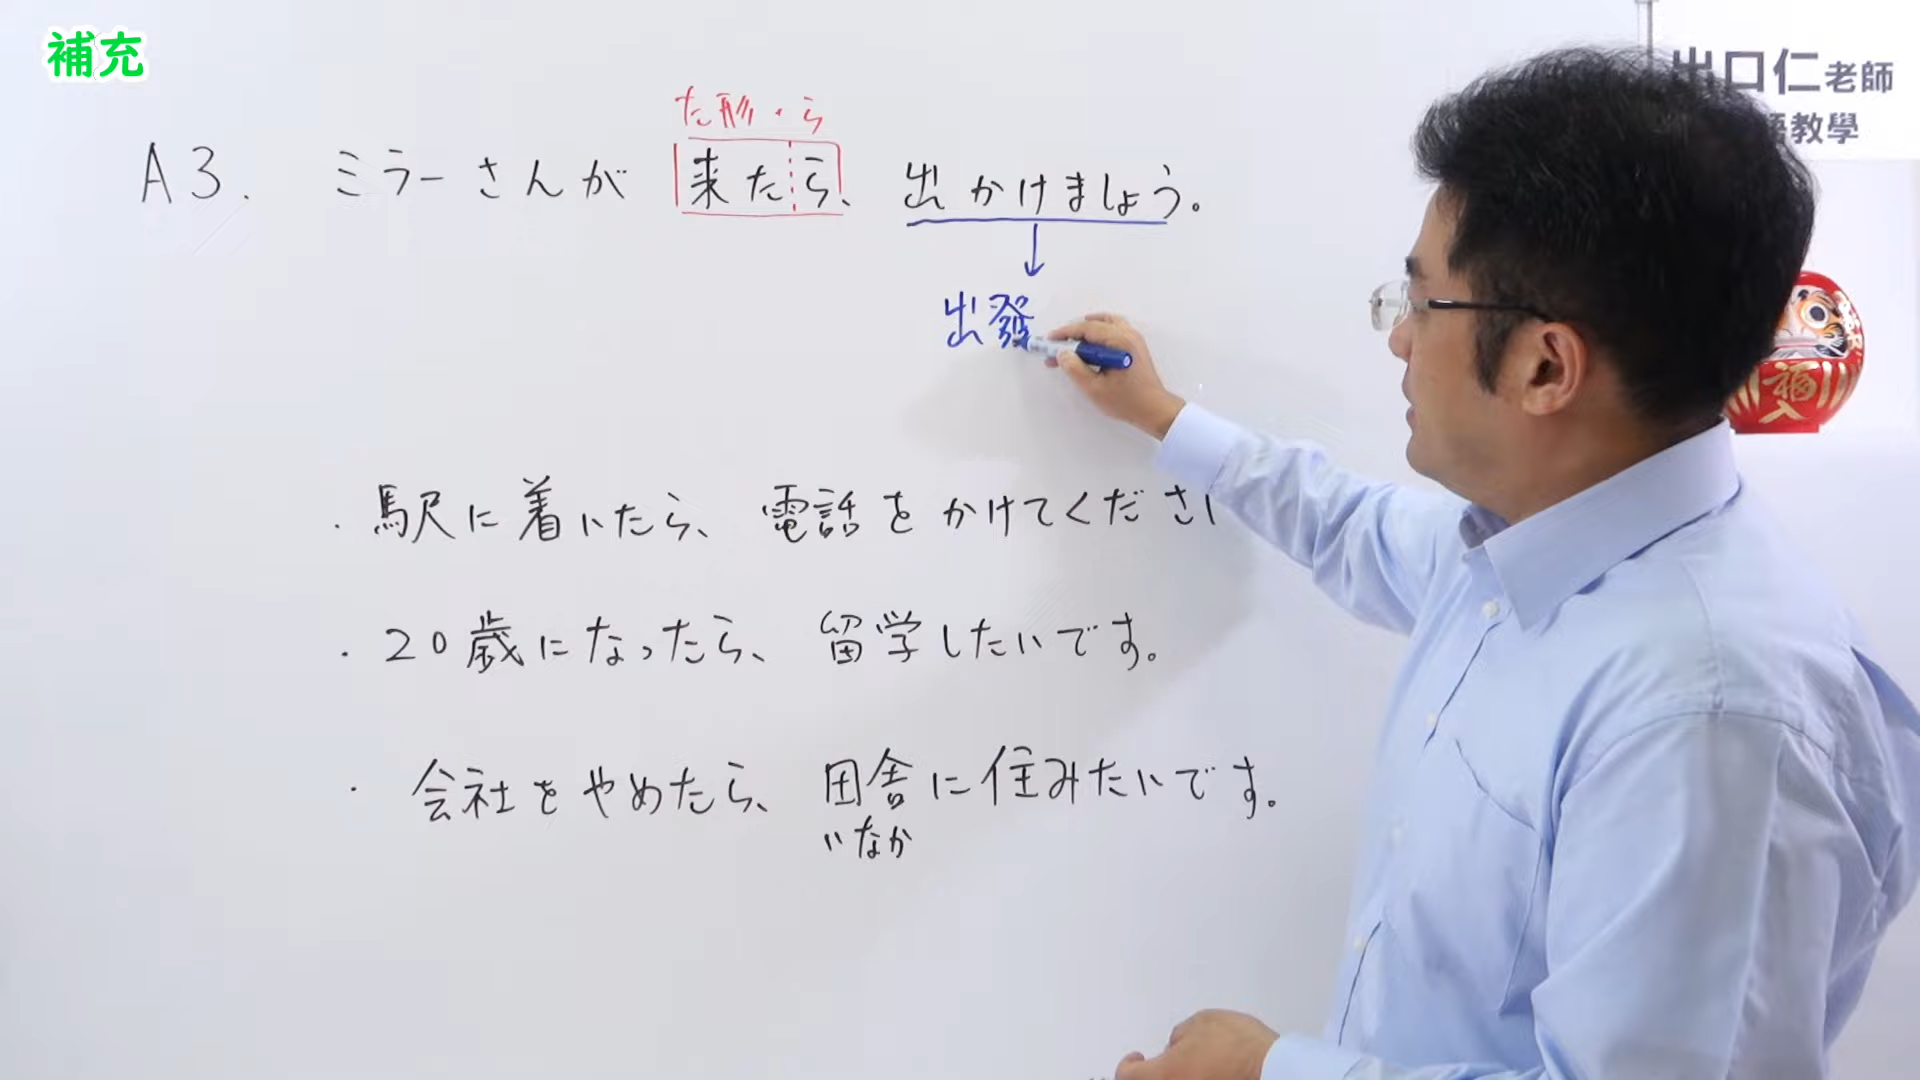 補充
出口仁老師
語教學
た形・ら
A3. ミラーさんが 来たら、 出かけましょう。
出發
・駅に着いたら、電話をかけてくださ
・20歳になったら、留学したいです。
・会社をやめたら、田舎に住みたいです。
いなか
福入